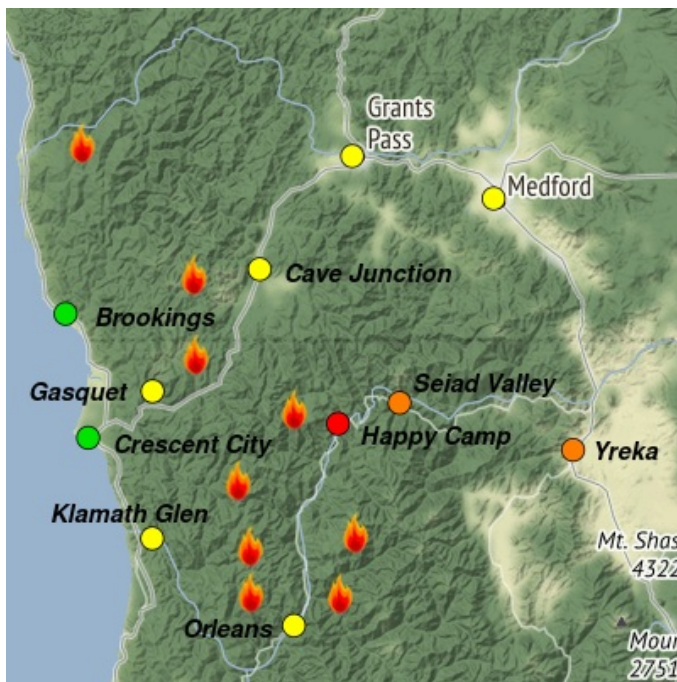 Grants
Pass
Medford
Cave Junction
Brookings
Seiad Valley
Gasquet
Happy Camp
Crescent City
Yreka
Klamath Glen
Mt. Shas
4322
Orleans
Moun
2751